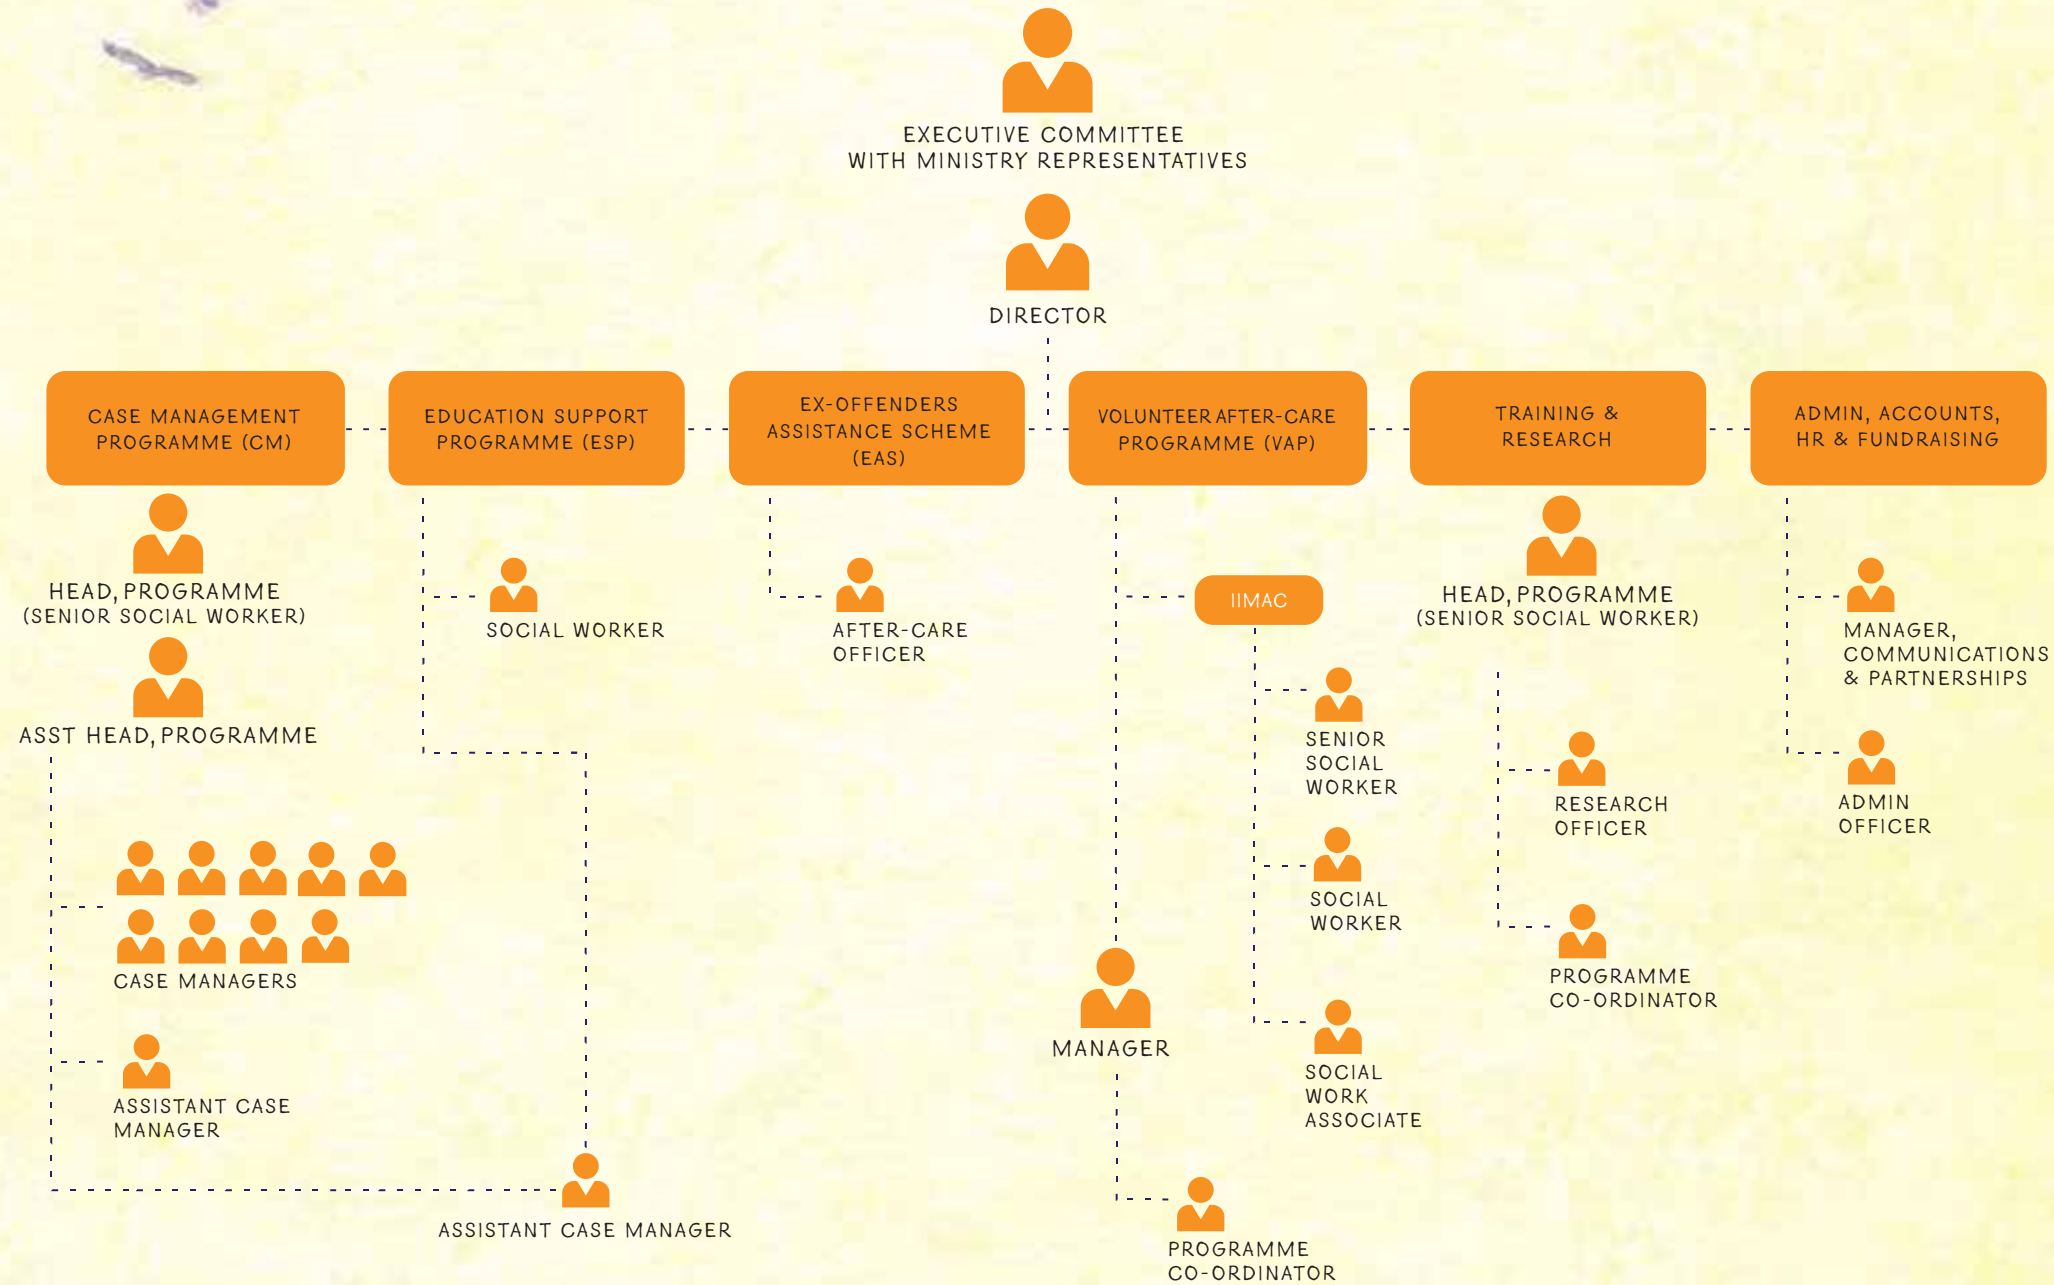 EXECUTIVE COMMITTEE
WITH MINISTRY REPRESENTATIVES
DIRECTOR
CASE MANAGEMENT
PROGRAMME (CM)
EDUCATION SUPPORT
PROGRAMME (ESP)
EX-OFFENDERS
ASSISTANCE SCHEME
(EAS)
VOLUNTEER AFTER-CARE
PROGRAMME (VAP)
TRAINING &
RESEARCH
ADMIN, ACCOUNTS,
HR & FUNDRAISING
HEAD, PROGRAMME
(SENIOR SOCIAL WORKER)
ASST HEAD, PROGRAMME
CASE MANAGERS
ASSISTANT CASE
MANAGER
SOCIAL WORKER
ASSISTANT CASE MANAGER
AFTER-CARE
OFFICER
IIMAC
SENIOR
SOCIAL
WORKER
SOCIAL
WORKER
SOCIAL
WORK
ASSOCIATE
MANAGER
PROGRAMME
CO-ORDINATOR
HEAD, PROGRAMME
(SENIOR SOCIAL WORKER)
RESEARCH
OFFICER
PROGRAMME
CO-ORDINATOR
MANAGER,
COMMUNICATIONS
& PARTNERSHIPS
ADMIN
OFFICER